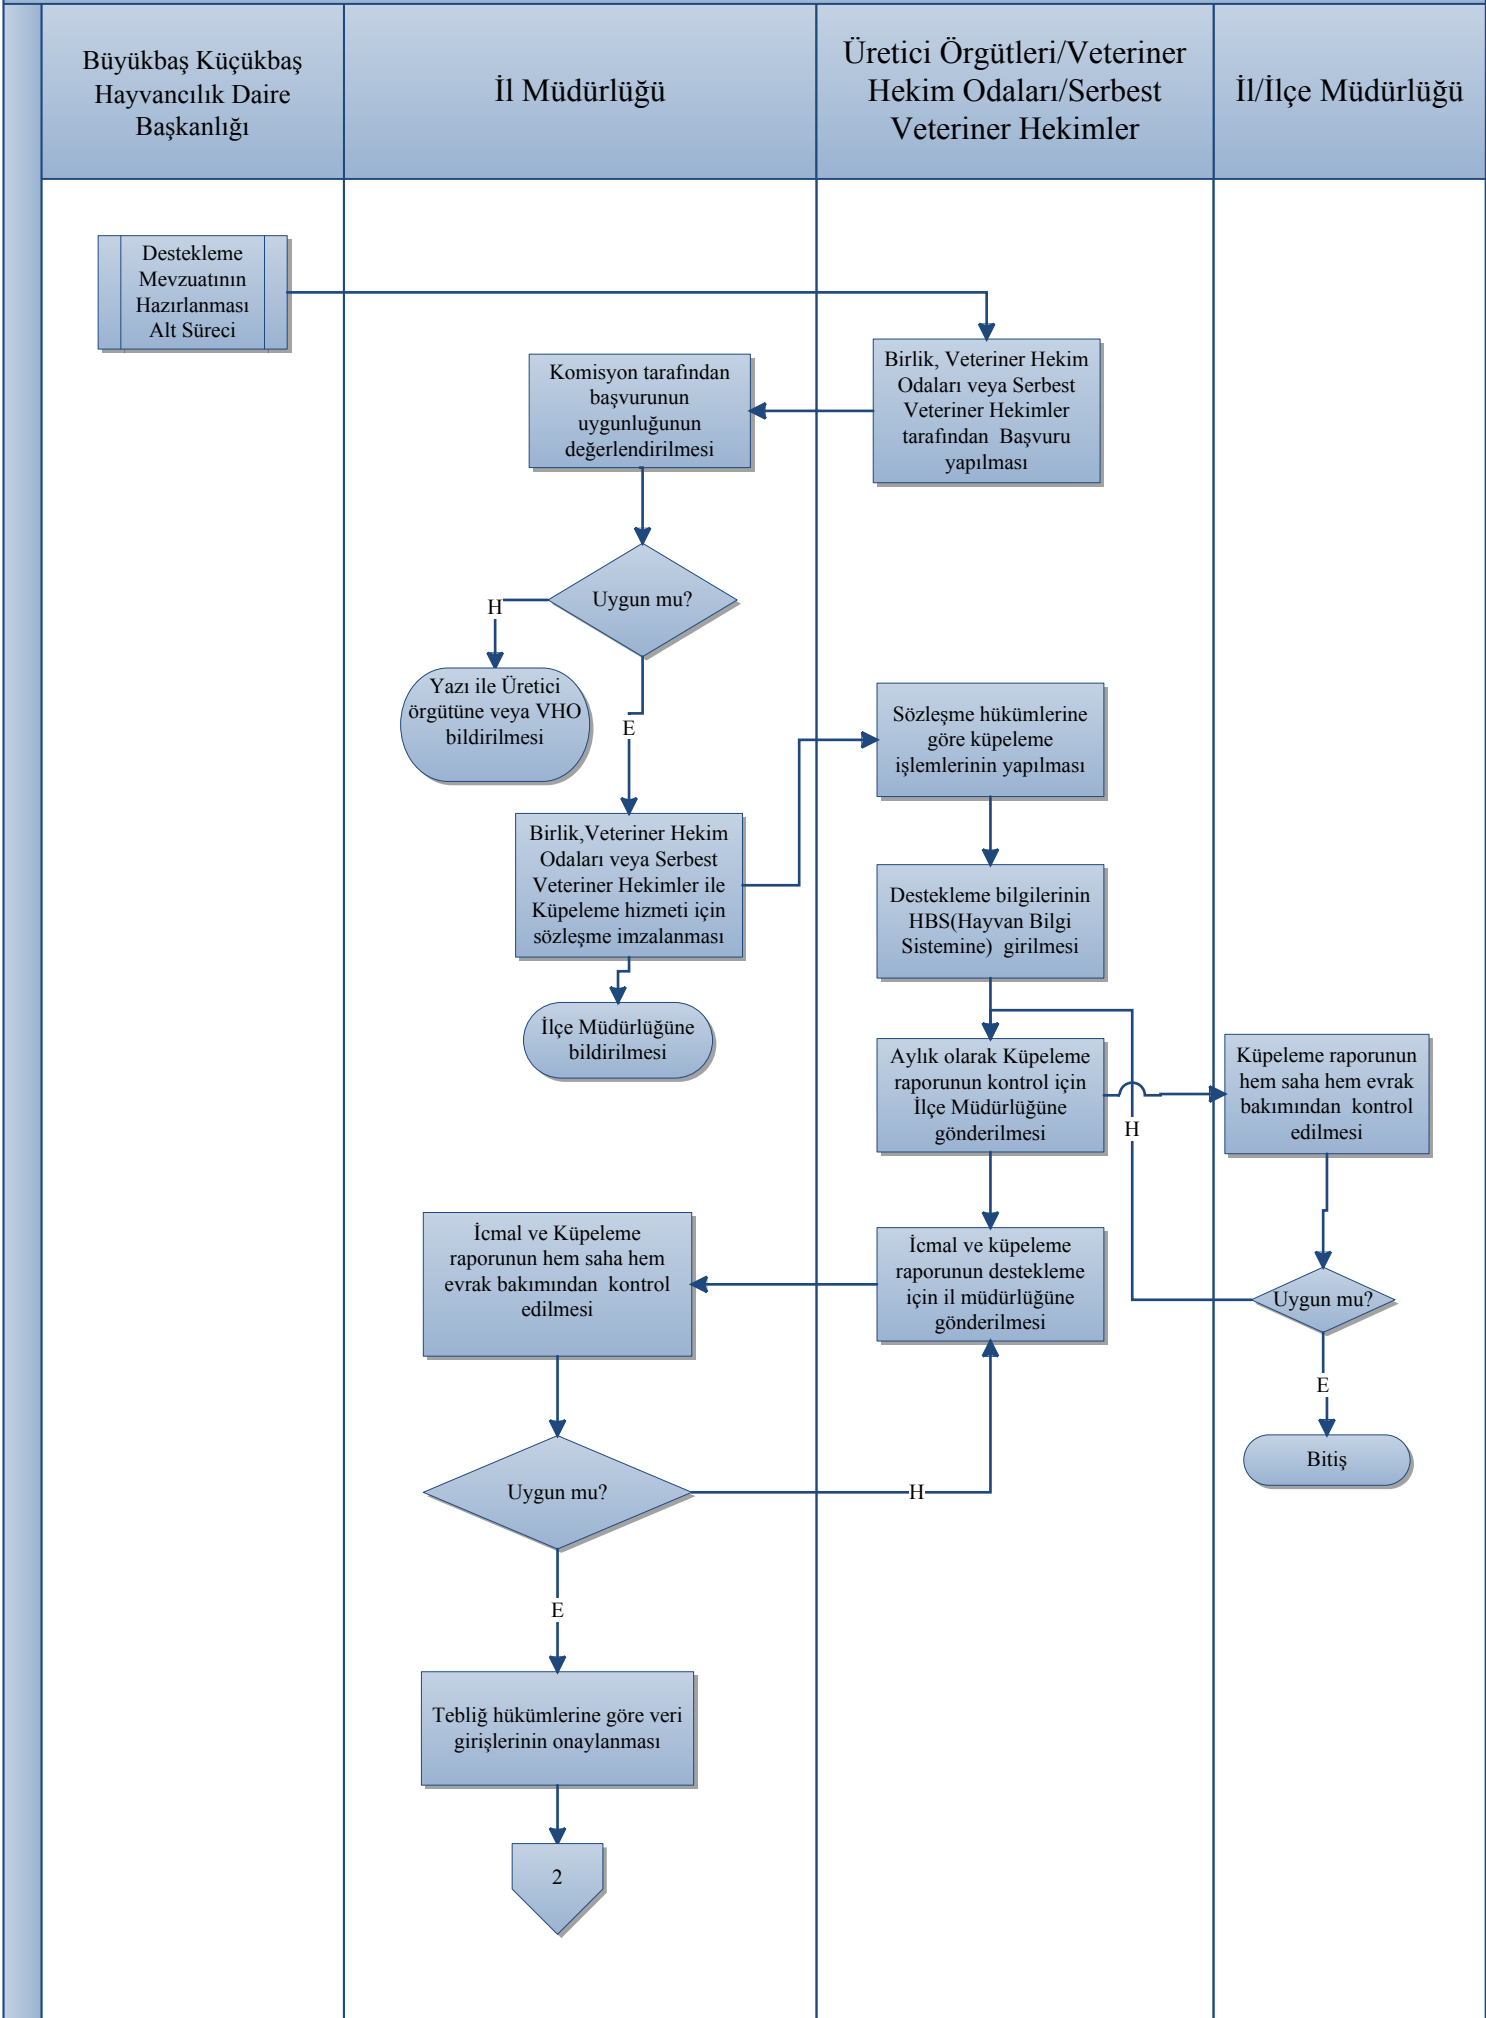 Büyükbaş Küçükbaş
Hayvancılık Daire
Başkanlığı
İl Müdürlüğü
Üretici Örgütleri/Veteriner
Hekim Odaları/Serbest
Veteriner Hekimler
İl/İlçe Müdürlüğü
Destekleme
Mevzuatının
Hazırlanması
Alt Süreci
Birlik, Veteriner Hekim
Odaları veya Serbest
Veteriner Hekimler
tarafından Başvuru
yapılması
Komisyon tarafından
başvurunun
uygunluğunun
değerlendirilmesi
Uygun mu?
H
Yazı ile Üretici
örgütüne veya VHO
bildirilmesi
E
Birlik,Veteriner Hekim
Odaları veya Serbest
Veteriner Hekimler ile
Küpeleme hizmeti için
sözleşme imzalanması
İlçe Müdürlüğüne
bildirilmesi
Sözleşme hükümlerine
göre küpeleme
işlemlerinin yapılması
Destekleme bilgilerinin
HBS(Hayvan Bilgi
Sistemine) girilmesi
Aylık olarak Küpeleme
raporunun kontrol için
İlçe Müdürlüğüne
gönderilmesi
H
Küpeleme raporunun
hem saha hem evrak
bakımından kontrol
edilmesi
Uygun mu?
E
Bitiş
İcmal ve küpeleme
raporunun destekleme
için il müdürlüğüne
gönderilmesi
İcmal ve Küpeleme
raporunun hem saha hem
evrak bakımından kontrol
edilmesi
Uygun mu?
H
E
Tebliğ hükümlerine göre veri
girişlerinin onaylanması
2